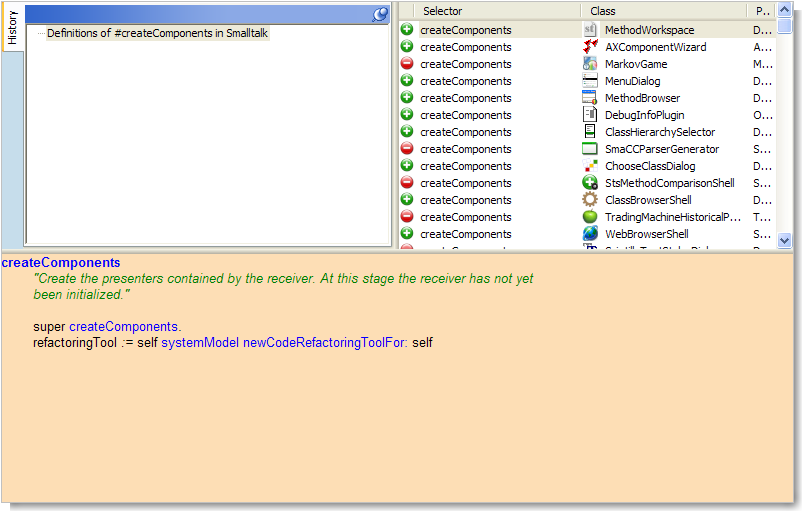 History
Definitions of #createComponents in Smalltalk
Selector Class P...
createComponents MethodWorkspace D...
createComponents AXComponentWizard A...
createComponents MarkovGame M...
createComponents MenuDialog D...
createComponents MethodBrowser D...
createComponents DebugInfoPlugin O...
createComponents ClassHierarchySelector D...
createComponents SmaCCParserGenerator S...
createComponents ChooseClassDialog D...
createComponents StsMethodComparisonShell S...
createComponents ClassBrowserShell D...
createComponents TradingMachineHistoricalP... T...
createComponents WebBrowserShell S...
createComponents
createComponents
"Create the presenters contained by the receiver. At this stage the receiver has not yet
been initialized."
super createComponents.
refactoringTool := self systemModel newCodeRefactoringToolFor: self